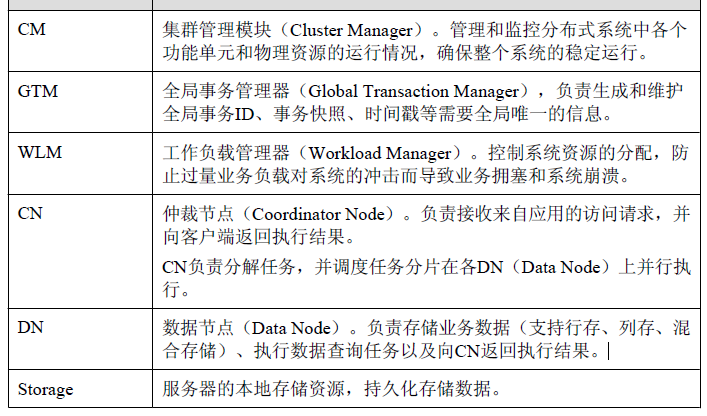 CM
集群管理模块（Cluster Manager）。管理和监控分布式系统中各个
功能单元和物理资源的运行情况，确保整个系统的稳定运行。
GTM
全局事务管理器（Global Transaction Manager），负责生成和维护
全局事务ID、事务快照、时间戳等需要全局唯一的信息。
WLM
工作负载管理器（Workload Manager）。控制系统资源的分配，防
止过量业务负载对系统的冲击而导致业务拥塞和系统崩溃。
CN
仲裁节点（Coordinator Node）。负责接收来自应用的访问请求，并
向客户端返回执行结果。
CN负责分解任务，并调度任务分片在各DN（Data Node）上并行执
行。
DN
数据节点（Data Node）。负责存储业务数据（支持行存、列存、混
合存储）、执行数据查询任务以及向CN返回执行结果。
Storage
服务器的本地存储资源，持久化存储数据。